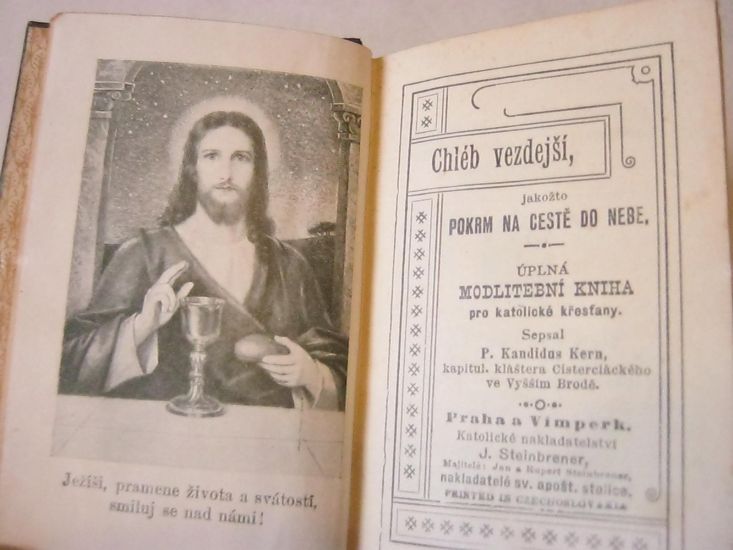 Ježíši, pramene života a svátostí,
smiluj se nad námi!
Chléb vezdejší,
jakožto
POKRM NA CESTĚ DO NEBE.
ÚPLNÁ
MODLITEBNÍ KNIHA
pro katolické křesťany.
Sepsal
P. Kandidus Kern,
kapitul. kláštera Cisterciáckého
ve Vyšším Brodě.
Praha a Vimperk.
Katolické nakladatelství
J. Steinbrener,
Majitelé: Jan & Rupert Steinbrener,
nakladatelé sv. apošt. stolice.
PRINTED IN CZECHOSLOVAKIA